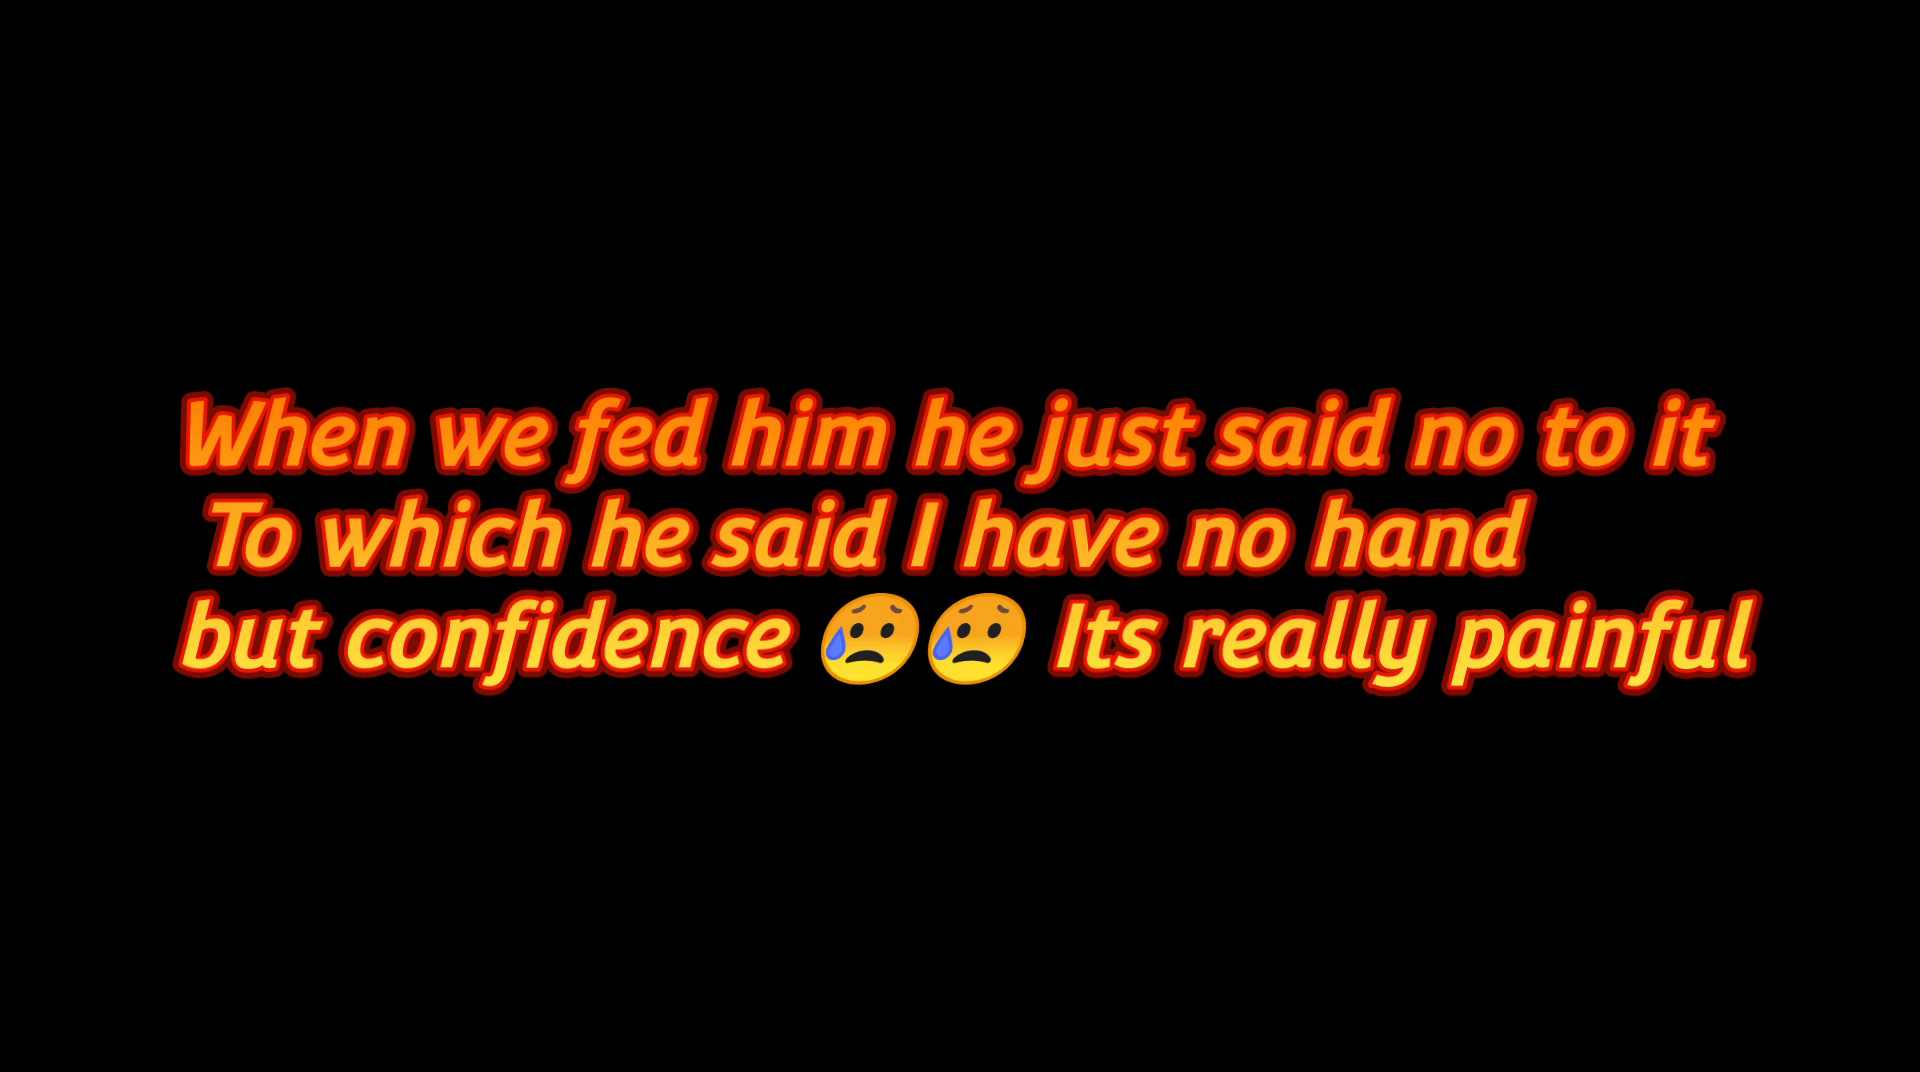 When we fed him he just said no to it
To which he said I have no hand
but confidence 😥😥 Its really painful